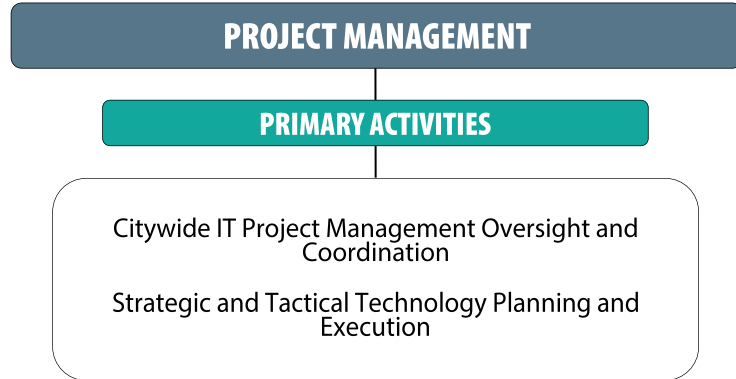 PROJECT MANAGEMENT
PRIMARY ACTIVITIES
Citywide IT Project Management Oversight and
Coordination
Strategic and Tactical Technology Planning and
Execution